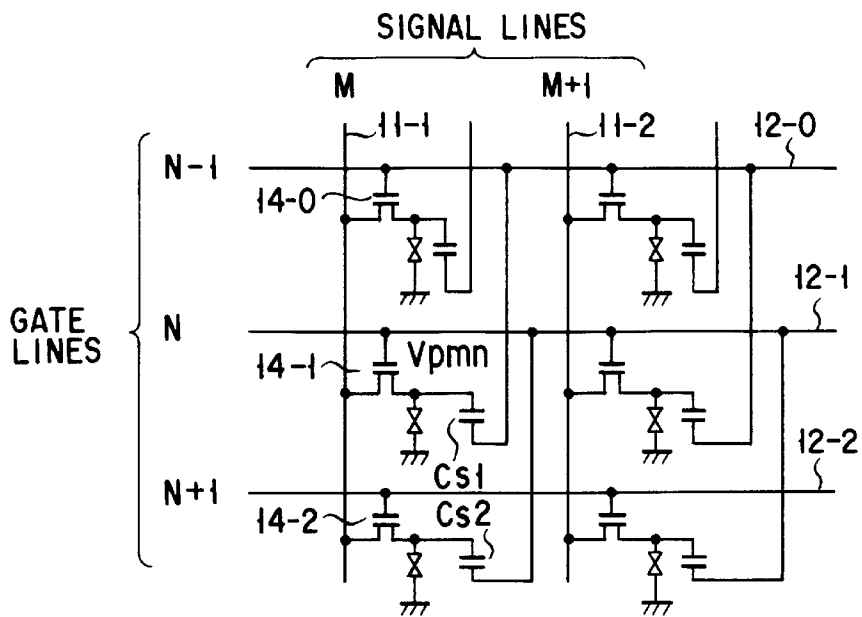 SIGNAL LINES
M M+1
11-1 11-2 12-0
N-1
14-0
12-1
GATE LINES
N
14-1 Vpmn
12-2
Cs1
N+1
14-2 Cs2